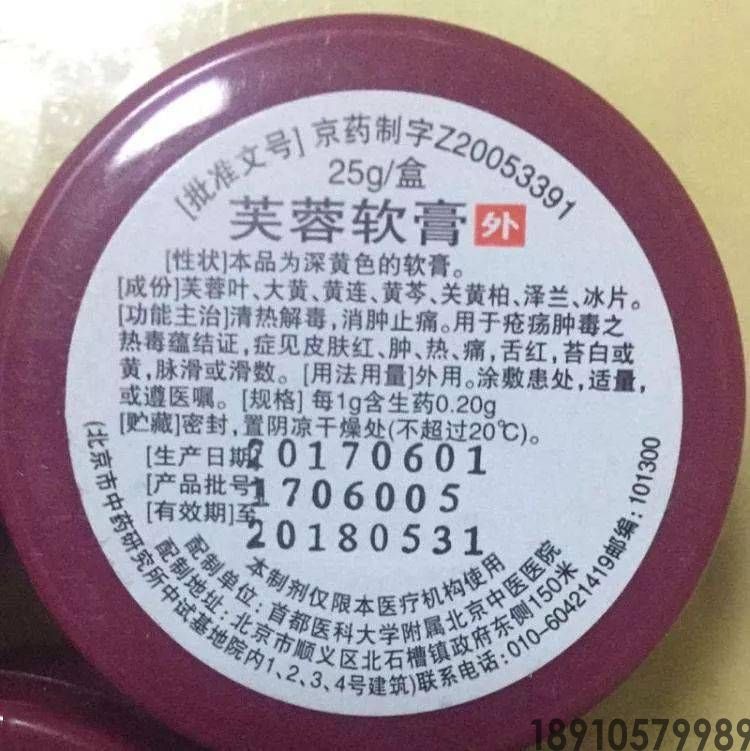 [批准文号] 京药制字Z20053391
25g/盒
芙蓉软膏 外
[性状]本品为深黄色的软膏。
[成份]芙蓉叶、大黄、黄连、黄芩、关黄柏、泽兰、冰片。
[功能主治]清热解毒,消肿止痛。用于疮疡肿毒之
热毒蕴结证,症见皮肤红、肿、热、痛,舌红,苔白或
黄,脉滑或滑数。[用法用量]外用。涂敷患处,适量,
或遵医嘱。[规格] 每1g含生药0.20g
[贮藏]密封,置阴凉干燥处(不超过20℃)。
[生产日期]20170601
[产品批号]1706005
[有效期]至20180531
本制剂仅限本医疗机构使用
配制单位:首都医科大学附属北京中医医院
配制地址:北京市顺义区北石槽镇政府东侧150米
(北京市中药研究所中试基地院内1、2、3、4号建筑)联系电话:010-60421419邮编:101300
18910579989